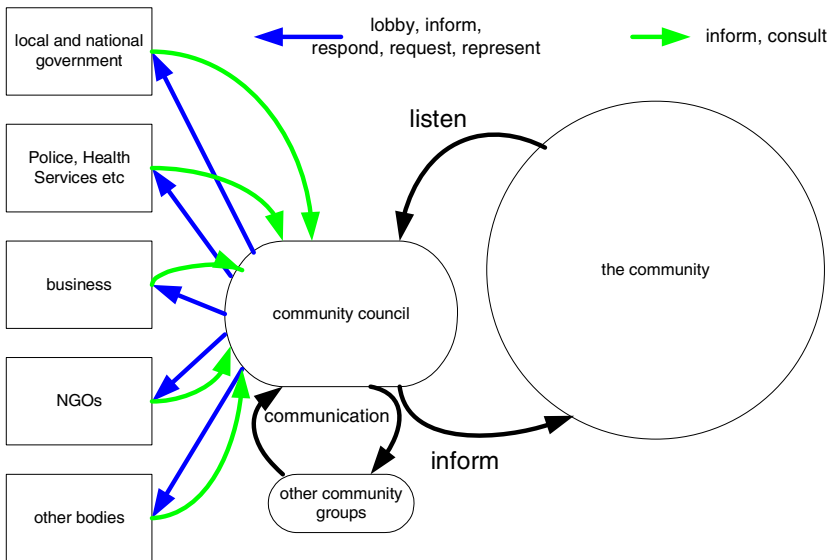 local and national
government
lobby, inform,
respond, request, represent
inform, consult
listen
Police, Health
Services etc
the community
business
community council
NGOs
communication
inform
other community
groups
other bodies